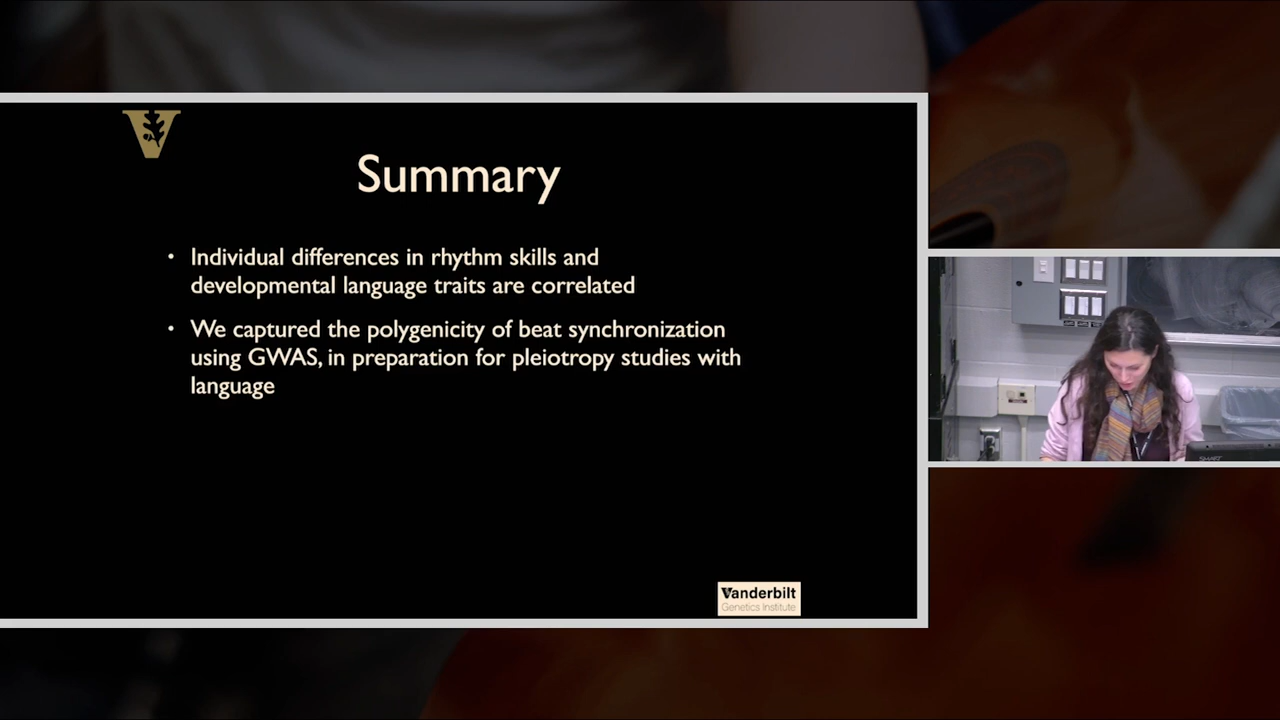 Summary
• Individual differences in rhythm skills and
developmental language traits are correlated
• We captured the polygenicity of beat synchronization
using GWAS, in preparation for pleiotropy studies with
language
Vanderbilt
Genetics Institute
SMART